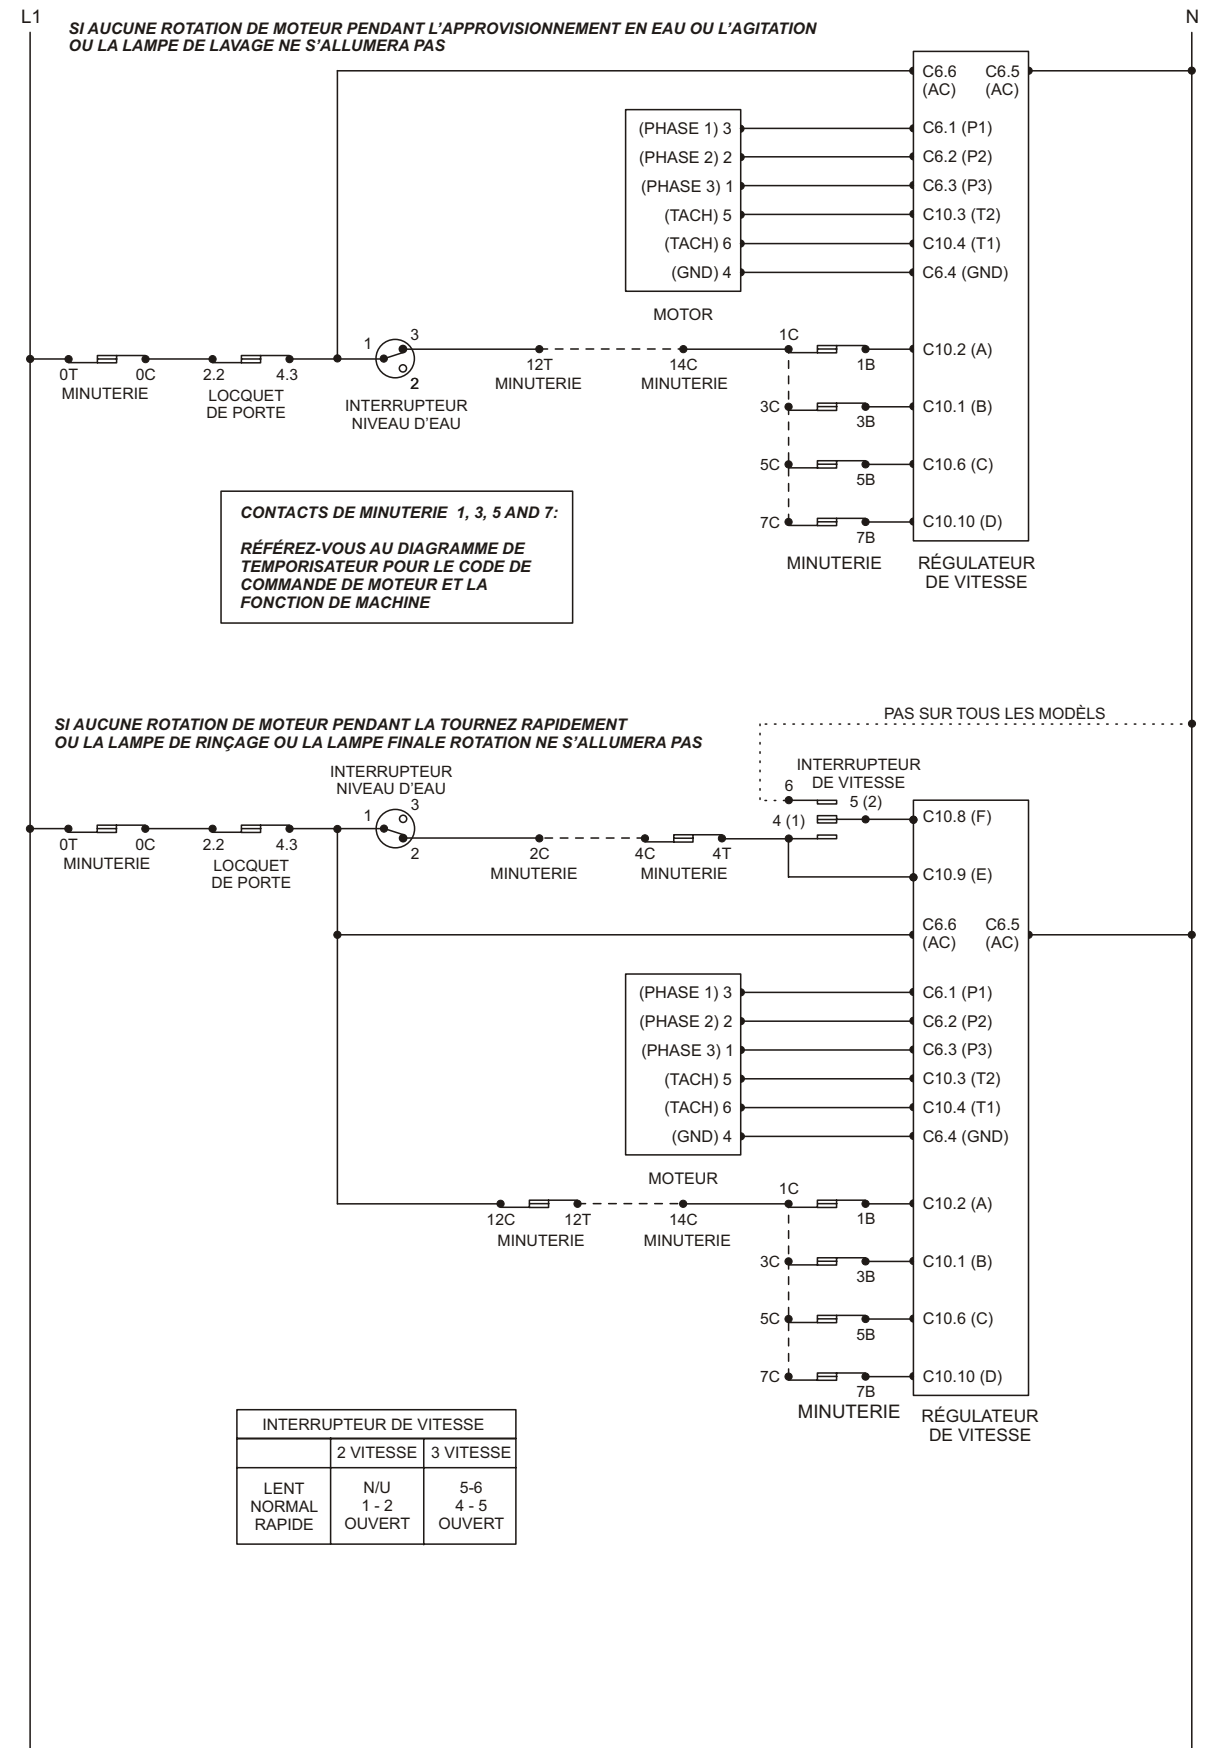 L1
N
SI AUCUNE ROTATION DE MOTEUR PENDANT L'APPROVISIONNEMENT EN EAU OU L'AGITATION
OU LA LAMPE DE LAVAGE NE S'ALLUMERA PAS
C6.6 C6.5
(AC) (AC)
(PHASE 1) 3 C6.1 (P1)
(PHASE 2) 2 C6.2 (P2)
(PHASE 3) 1 C6.3 (P3)
(TACH) 5 C10.3 (T2)
(TACH) 6 C10.4 (T1)
(GND) 4 C6.4 (GND)
MOTOR
1 3 1C
C10.2 (A)
0T 0C 2.2 4.3 2 12T 14C 1B
MINUTERIE LOCQUET MINUTERIE MINUTERIE
DE PORTE INTERRUPTEUR
NIVEAU D'EAU
3C C10.1 (B)
3B
5C C10.6 (C)
5B
7C C10.10 (D)
7B
MINUTERIE RÉGULATEUR
DE VITESSE
CONTACTS DE MINUTERIE 1, 3, 5 AND 7:
RÉFÉREZ-VOUS AU DIAGRAMME DE
TEMPORISATEUR POUR LE CODE DE
COMMANDE DE MOTEUR ET LA
FONCTION DE MACHINE
SI AUCUNE ROTATION DE MOTEUR PENDANT LA TOURNEZ RAPIDEMENT
OU LA LAMPE DE RINÇAGE OU LA LAMPE FINALE ROTATION NE S'ALLUMERA PAS
PAS SUR TOUS LES MODÈLS
INTERRUPTEUR
NIVEAU D'EAU
INTERRUPTEUR
DE VITESSE
6
5 (2)
1 3 4 (1) C10.8 (F)
0T 0C 2.2 4.3 2 2C 4C 4T
MINUTERIE LOCQUET MINUTERIE MINUTERIE
DE PORTE
C10.9 (E)
C6.6 C6.5
(AC) (AC)
(PHASE 1) 3 C6.1 (P1)
(PHASE 2) 2 C6.2 (P2)
(PHASE 3) 1 C6.3 (P3)
(TACH) 5 C10.3 (T2)
(TACH) 6 C10.4 (T1)
(GND) 4 C6.4 (GND)
MOTEUR
1C
C10.2 (A)
12C 12T 14C 1B
MINUTERIE MINUTERIE
3C C10.1 (B)
3B
5C C10.6 (C)
5B
7C C10.10 (D)
7B
MINUTERIE RÉGULATEUR
DE VITESSE
INTERRUPTEUR DE VITESSE
2 VITESSE 3 VITESSE
LENT N/U 5-6
NORMAL 1 - 2 4 - 5
RAPIDE OUVERT OUVERT